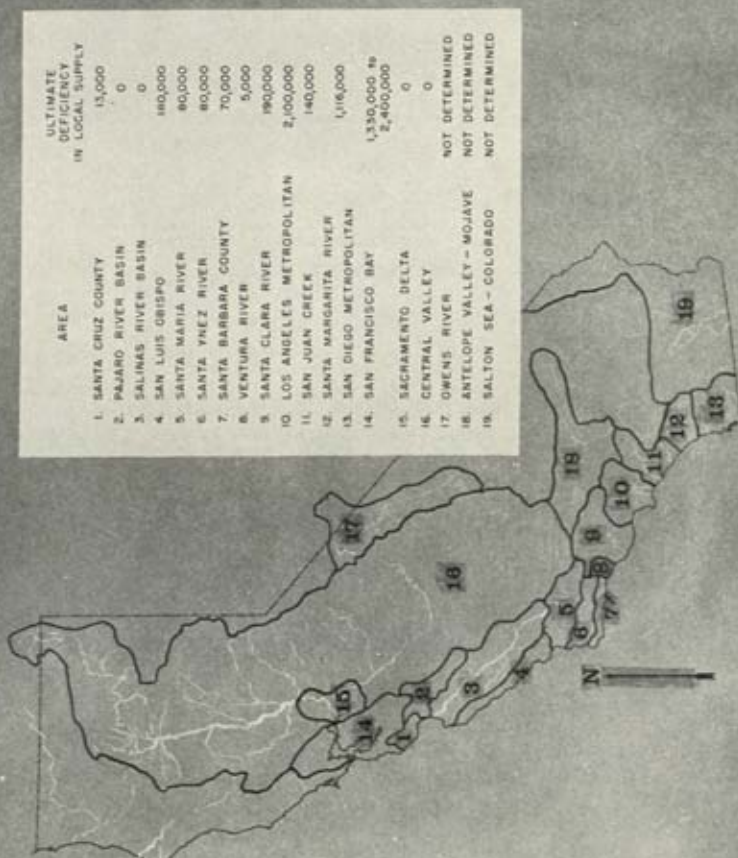 AREA
ULTIMATE
DEFICIENCY
IN LOCAL SUPPLY
1. SANTA CRUZ COUNTY 13,000
2. PAJARO RIVER BASIN 0
3. SALINAS RIVER BASIN 0
4. SAN LUIS OBISPO
5. SANTA MARIA RIVER 80,000
6. SANTA YNEZ RIVER 80,000
7. SANTA BARBARA COUNTY 70,000
8. VENTURA RIVER 5,000
9. SANTA CLARA RIVER 190,000
10. LOS ANGELES METROPOLITAN 2,100,000
11. SAN JUAN CREEK 140,000
12. SANTA MARGARITA RIVER
13. SAN DIEGO METROPOLITAN 1,116,000
14. SAN FRANCISCO BAY 1,330,000 to
2,400,000
15. SACRAMENTO DELTA 0
16. CENTRAL VALLEY 0
17. OWENS RIVER NOT DETERMINED
18. ANTELOPE VALLEY - MOJAVE NOT DETERMINED
19. SALTON SEA - COLORADO NOT DETERMINED
17
16
15
14
1
2
3
4
5
6
7
8
9
10
11
12
13
18
19
N